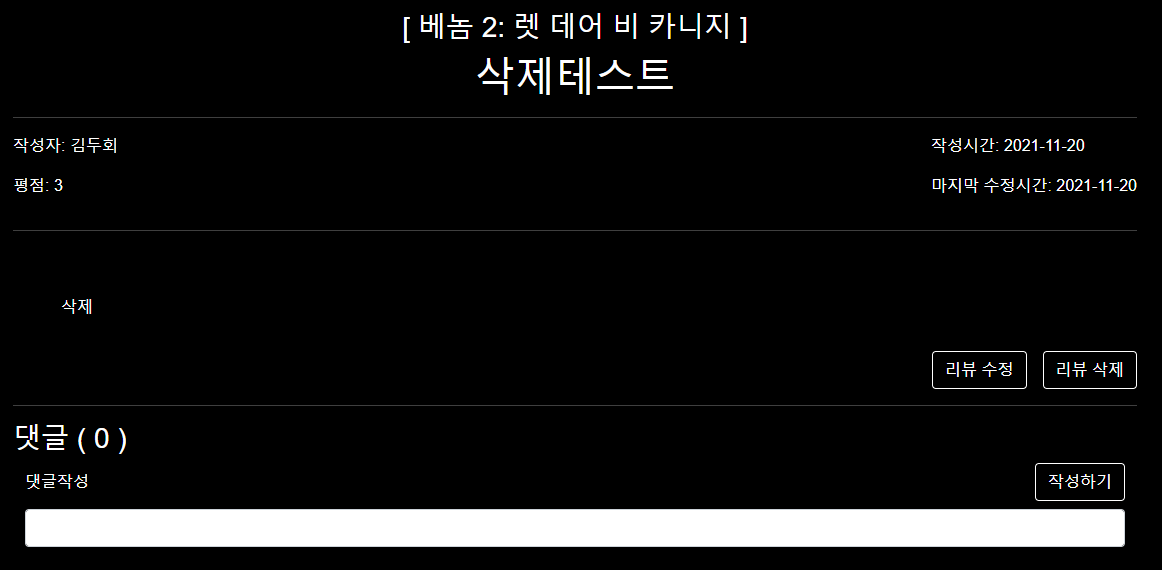 [ 베놈 2: 렛 데어 비 카니지 ]
삭제테스트
작성자: 김두회
작성시간: 2021-11-20
평점: 3
마지막 수정시간: 2021-11-20
삭제
리뷰 수정
리뷰 삭제
댓글 ( 0 )
댓글작성
작성하기